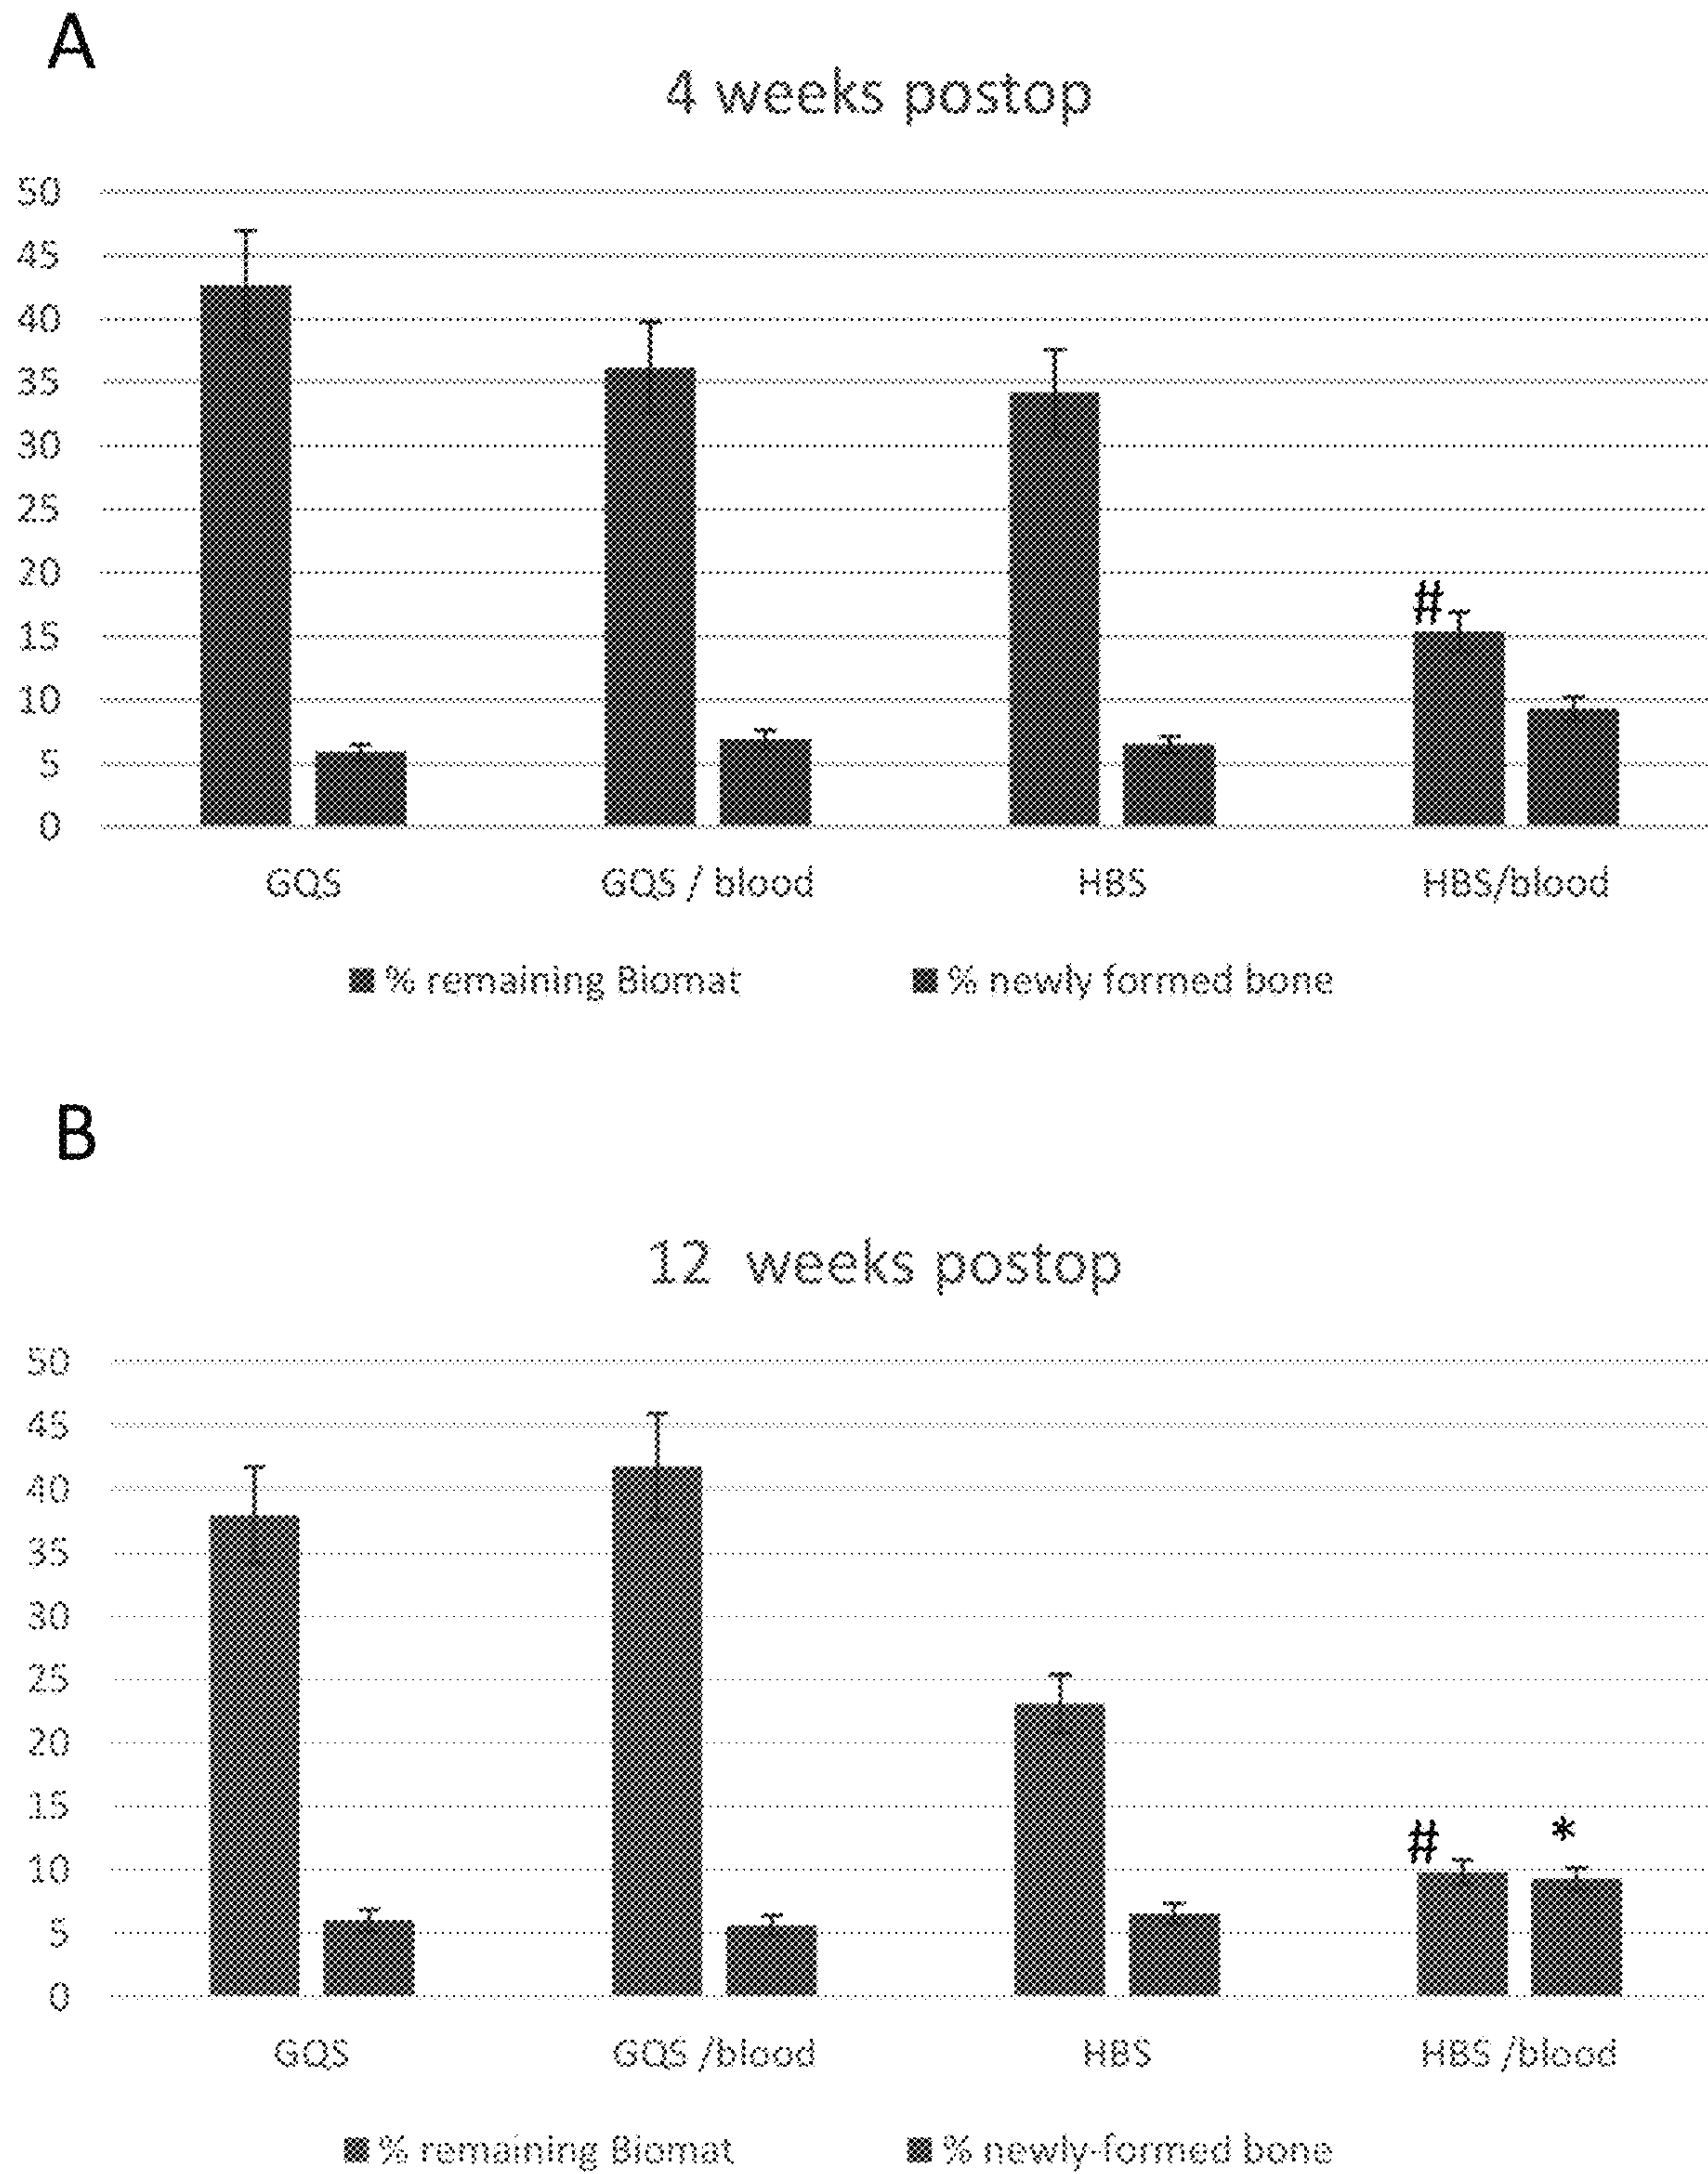 A
4 weeks postop
50
45
40
35
30
25
20
15
10
5
0
#
GQS
GQS / blood
HBS
HBS/blood
% remaining Biomat
% newly formed bone
B
12 weeks postop
50
45
40
35
30
25
20
15
10
5
0
#
*
GQS
GQS /blood
HBS
HBS /blood
% remaining Biomat
% newly-formed bone